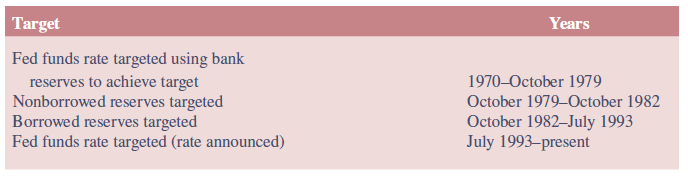 Target Years
Fed funds rate targeted using bank
reserves to achieve target 1970–October 1979
Nonborrowed reserves targeted October 1979–October 1982
Borrowed reserves targeted October 1982–July 1993
Fed funds rate targeted (rate announced) July 1993–present